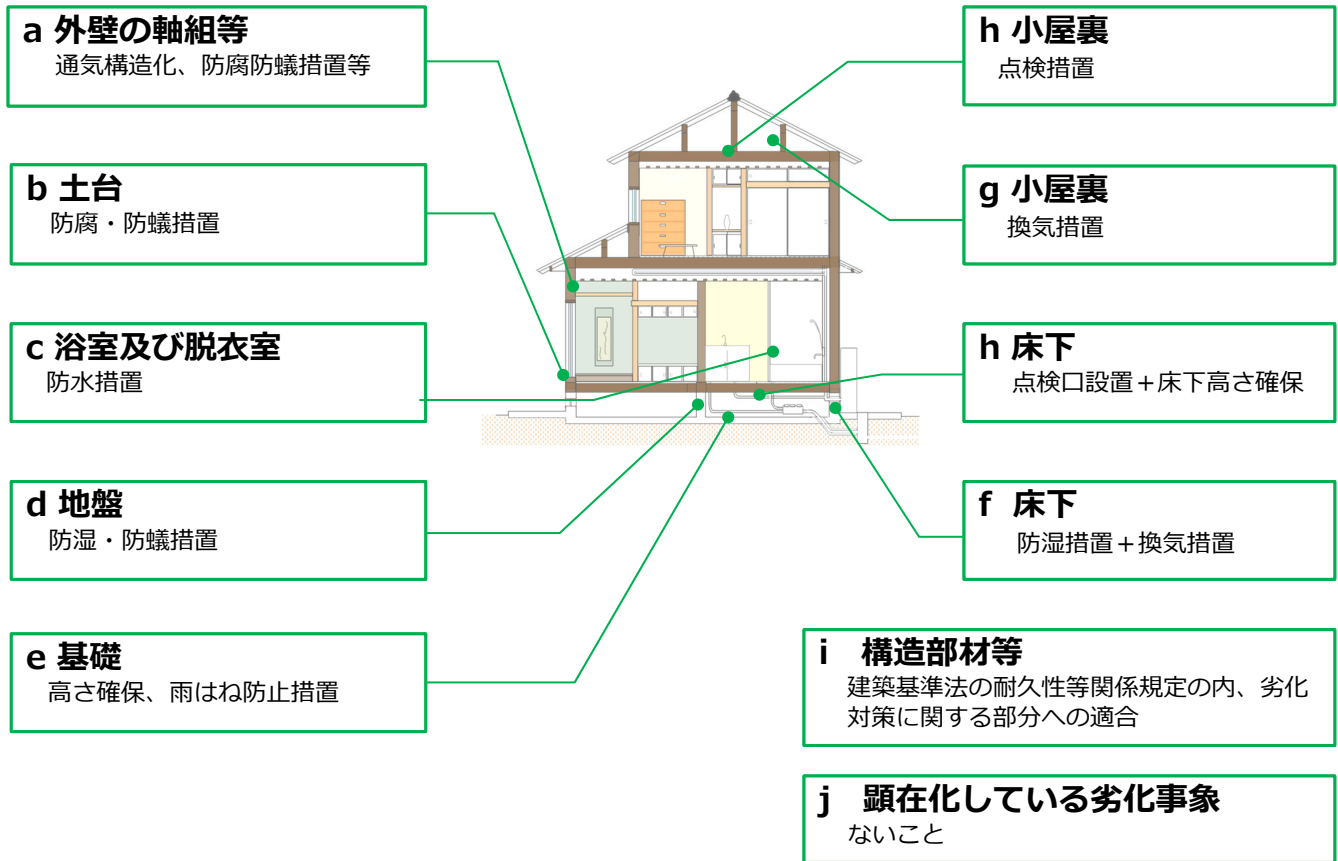 a 外壁の軸組等
通気構造化、防腐防蟻措置等
b 土台
防腐・防蟻措置
c 浴室及び脱衣室
防水措置
d 地盤
防湿・防蟻措置
e 基礎
高さ確保、雨はね防止措置
h 小屋裏
点検措置
g 小屋裏
換気措置
h 床下
点検口設置＋床下高さ確保
f 床下
防湿措置＋換気措置
i 構造部材等
建築基準法の耐久性等関係規定の内、劣化
対策に関する部分への適合
j 顕在化している劣化事象
ないこと